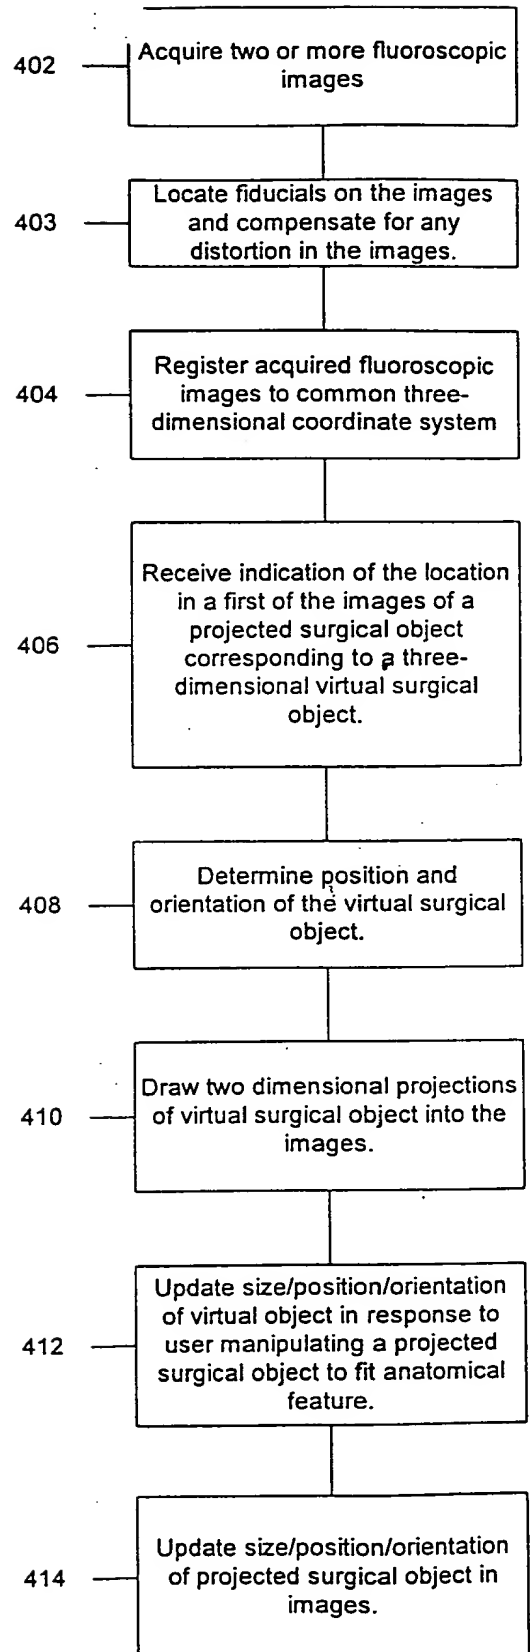 402
Acquire two or more fluoroscopic
images
403
Locate fiducials on the images
and compensate for any
distortion in the images.
404
Register acquired fluoroscopic
images to common three-
dimensional coordinate system
406
Receive indication of the location
in a first of the images of a
projected surgical object
corresponding to a three-
dimensional virtual surgical
object.
408
Determine position and
orientation of the virtual surgical
object.
410
Draw two dimensional projections
of virtual surgical object into the
images.
412
Update size/position/orientation
of virtual object in response to
user manipulating a projected
surgical object to fit anatomical
feature.
414
Update size/position/orientation
of projected surgical object in
images.